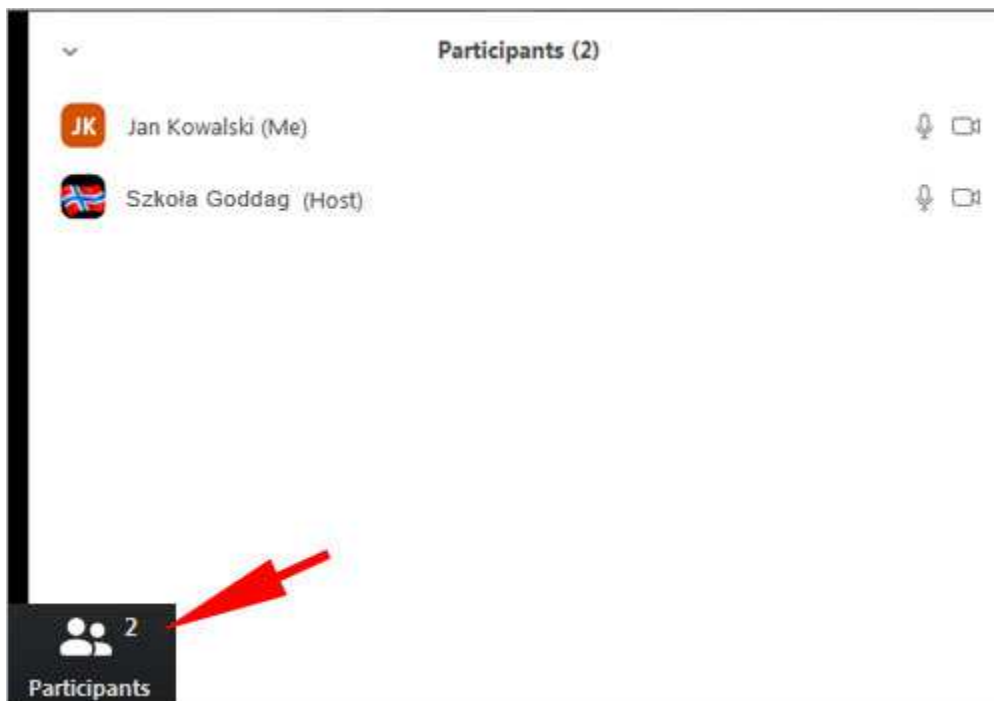 Participants (2)
JK Jan Kowalski (Me)
Szkoła Goddag (Host)
2
Participants